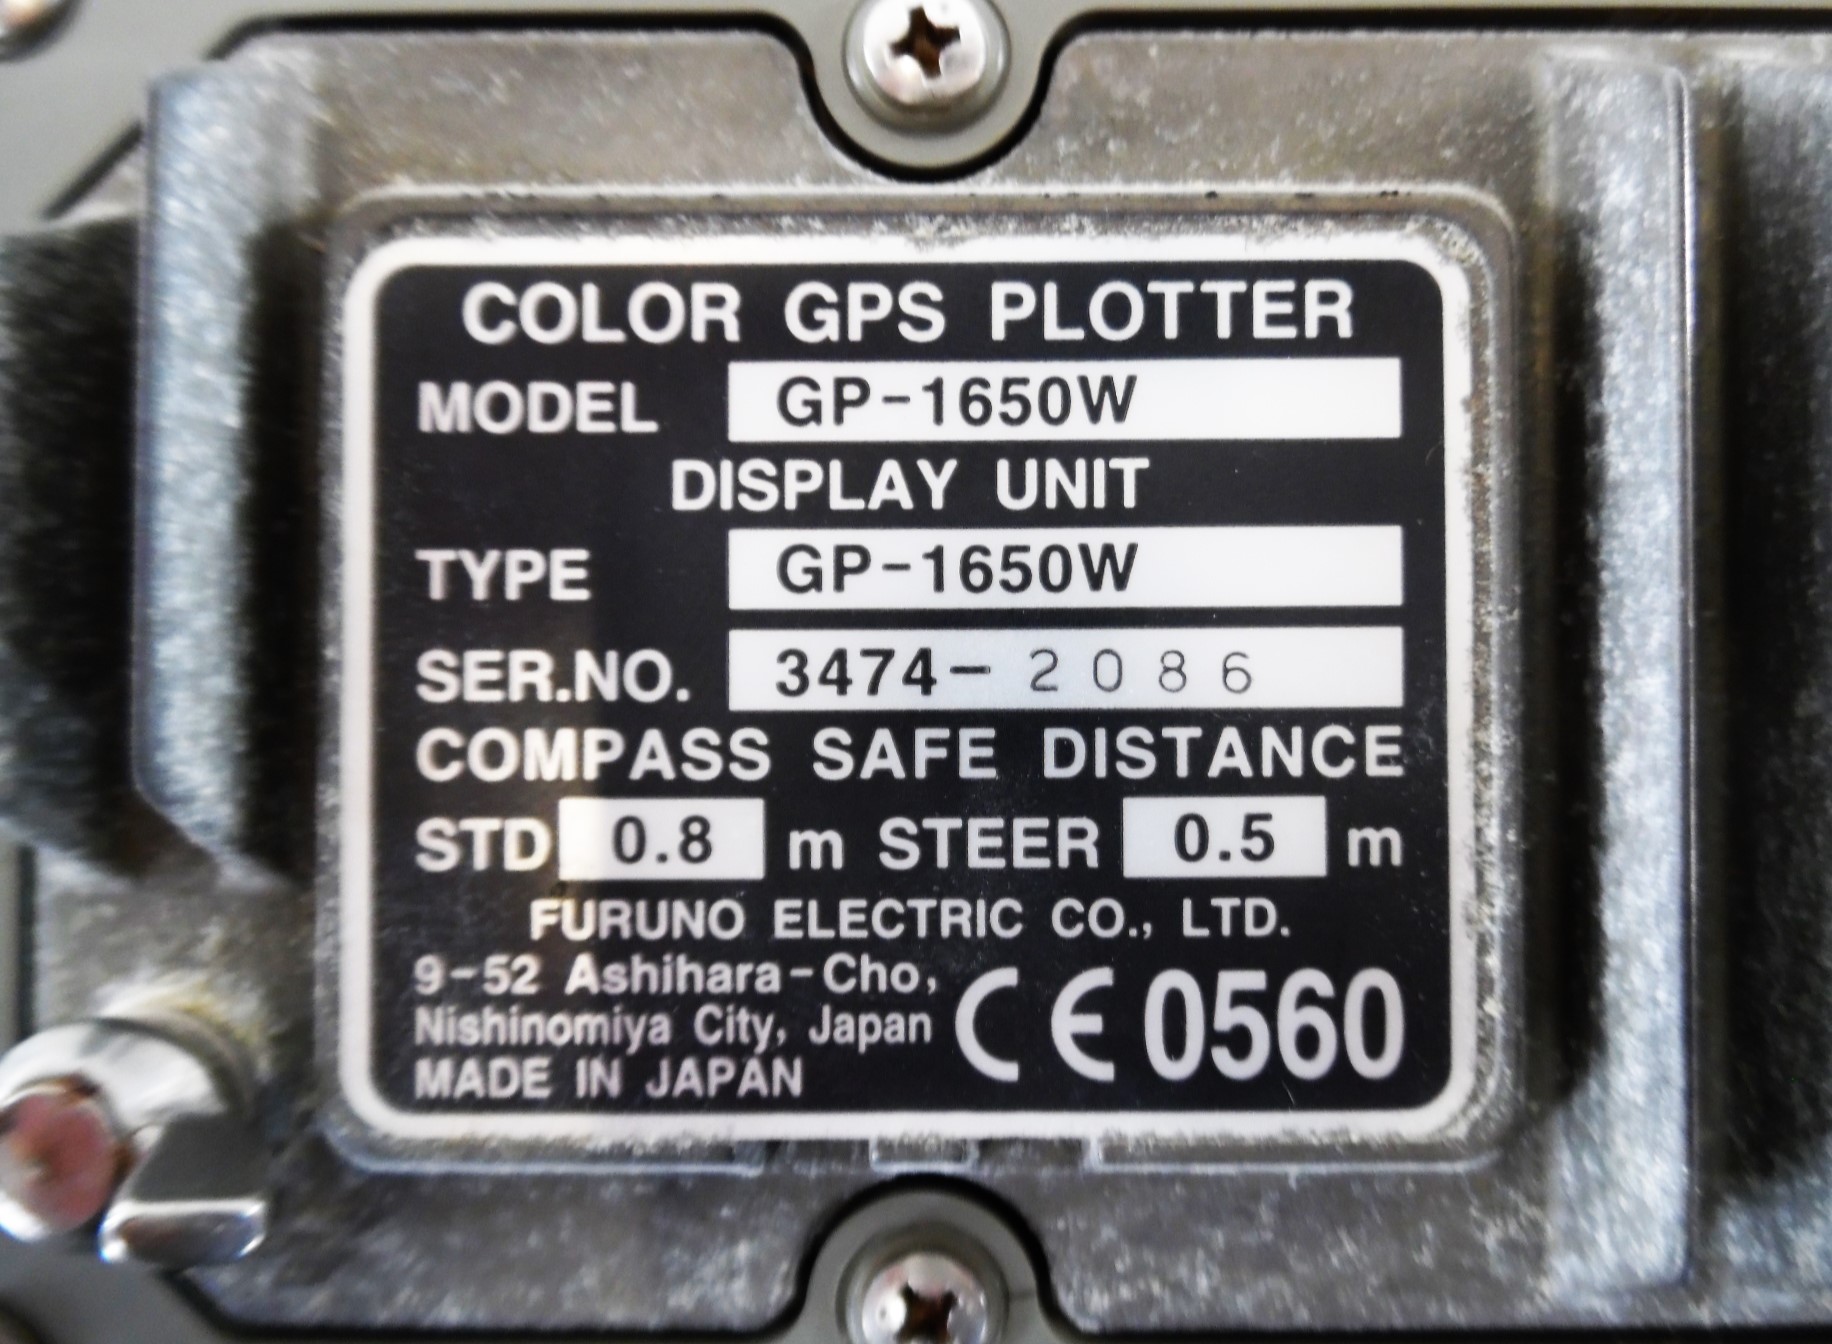 COLOR GPS PLOTTER
MODEL GP-1650W
DISPLAY UNIT
TYPE GP-1650W
SER.NO. 3474-2086
COMPASS SAFE DISTANCE
STD 0.8 m STEER 0.5 m
FURUNO ELECTRIC CO., LTD.
9-52 Ashihara-Cho,
Nishinomiya City, Japan
MADE IN JAPAN
CE 0560